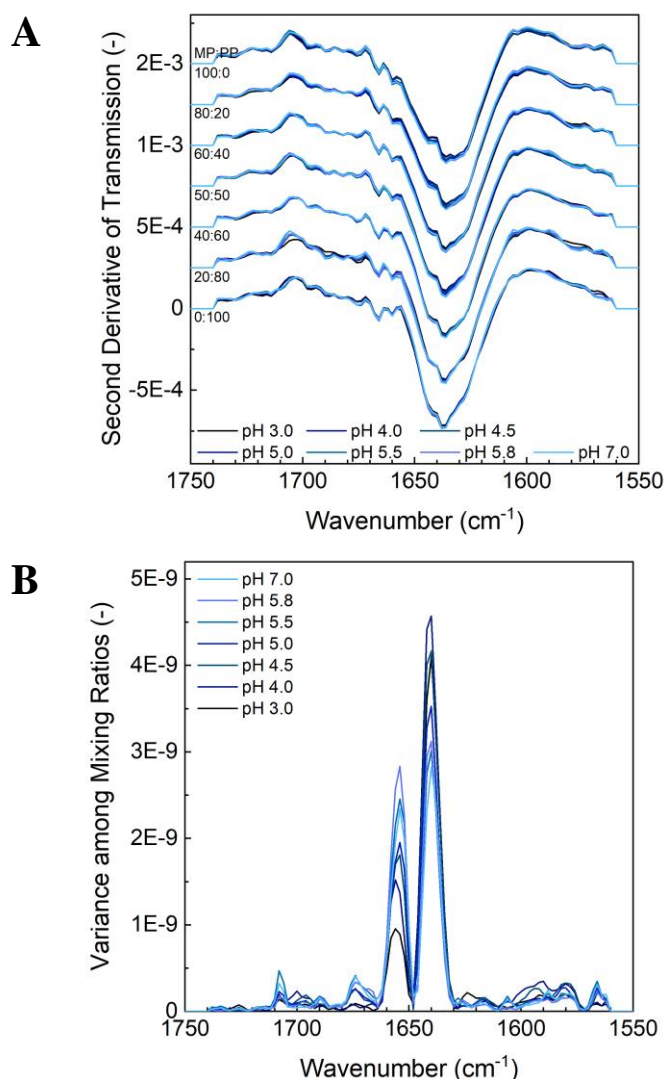 A
Second Derivative of Transmission (-)
2E-3
1E-3
5E-4
0
-5E-4
MP:PP
100:0
80:20
60:40
50:50
40:60
20:80
0:100
pH 3.0 pH 4.0 pH 4.5
pH 5.0 pH 5.5 pH 5.8 pH 7.0
1750 1700 1650 1600 1550
Wavenumber (cm⁻¹)
B
Variance among Mixing Ratios (-)
5E-9
4E-9
3E-9
2E-9
1E-9
0
pH 7.0
pH 5.8
pH 5.5
pH 5.0
pH 4.5
pH 4.0
pH 3.0
1750 1700 1650 1600 1550
Wavenumber (cm⁻¹)